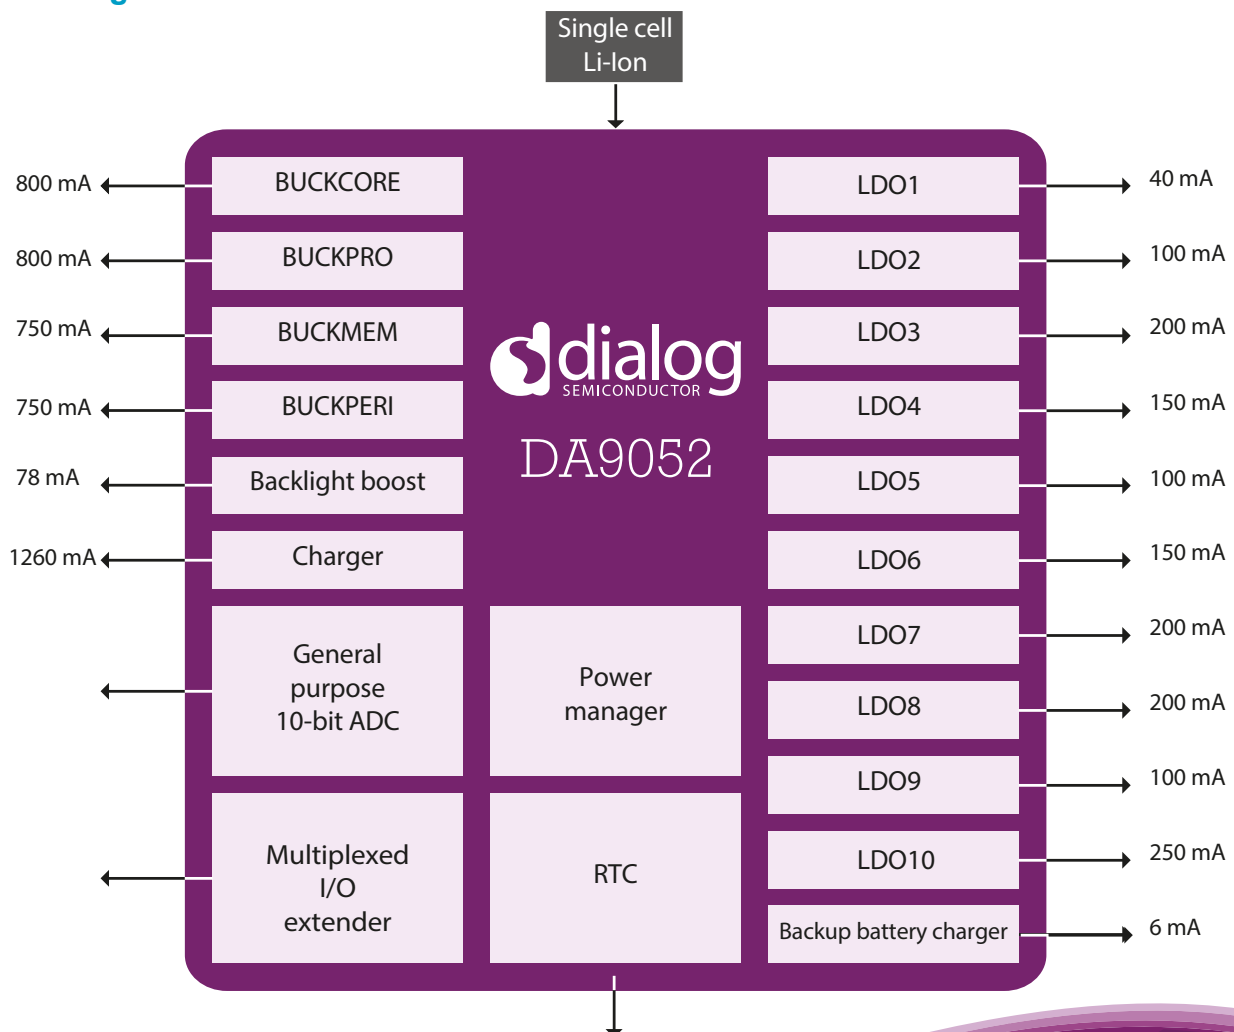 Single cell
Li-Ion
800 mA
BUCKCORE
LDO1
40 mA
800 mA
BUCKPRO
LDO2
100 mA
750 mA
BUCKMEM
LDO3
200 mA
dialog
SEMICONDUCTOR
DA9052
750 mA
BUCKPERI
LDO4
150 mA
78 mA
Backlight boost
LDO5
100 mA
1260 mA
Charger
LDO6
150 mA
General
purpose
10-bit ADC
Power
manager
LDO7
200 mA
LDO8
200 mA
LDO9
100 mA
Multiplexed
I/O
extender
RTC
LDO10
250 mA
Backup battery charger
6 mA